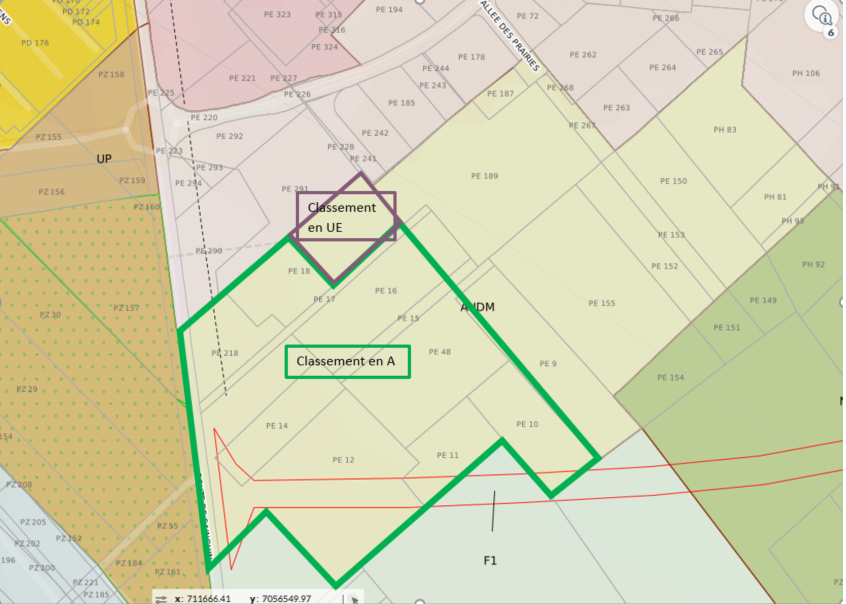 ENS
PD 170
PD 172
PD 174
PE 323
PE 315
PE 316
PE 194
ALLEE DES PRAIRIES
PE 72
PE 266
6
PD 176
PE 324
PE 178
PE 262
PE 265
PZ 158
PE 221
PE 227
PE 244
PE 243
PE 264
PH 106
PE 225
PE 226
PE 185
PE 187
PE 268
PE 263
PE 220
PZ 155
PE 292
PE 242
PE 267
PH 83
UP
PE 223
PE 228
PE 241
PE 293
PZ 156
PZ 159
PE 294
PE 291
PE 189
PE 150
PZ 160
Classement
en UE
PH 81
PH 93
PE 290
PE 153
PE 18
PE 152
PH 92
PE 17
PE 16
PZ 30
PZ 157
PE 155
PE 149
PE 15
PE 151
PE 218
Classement en A
PE 48
PE 9
PE 154
PZ 29
PE 14
PE 10
154
PE 12
PE 11
PZ 208
PZ 205
PZ 55
PZ 202
PZ 152
196
PZ 200
PZ 184
PZ 161
F1
PZ 221
PZ 185
x: 711666.41 y: 7056549.97